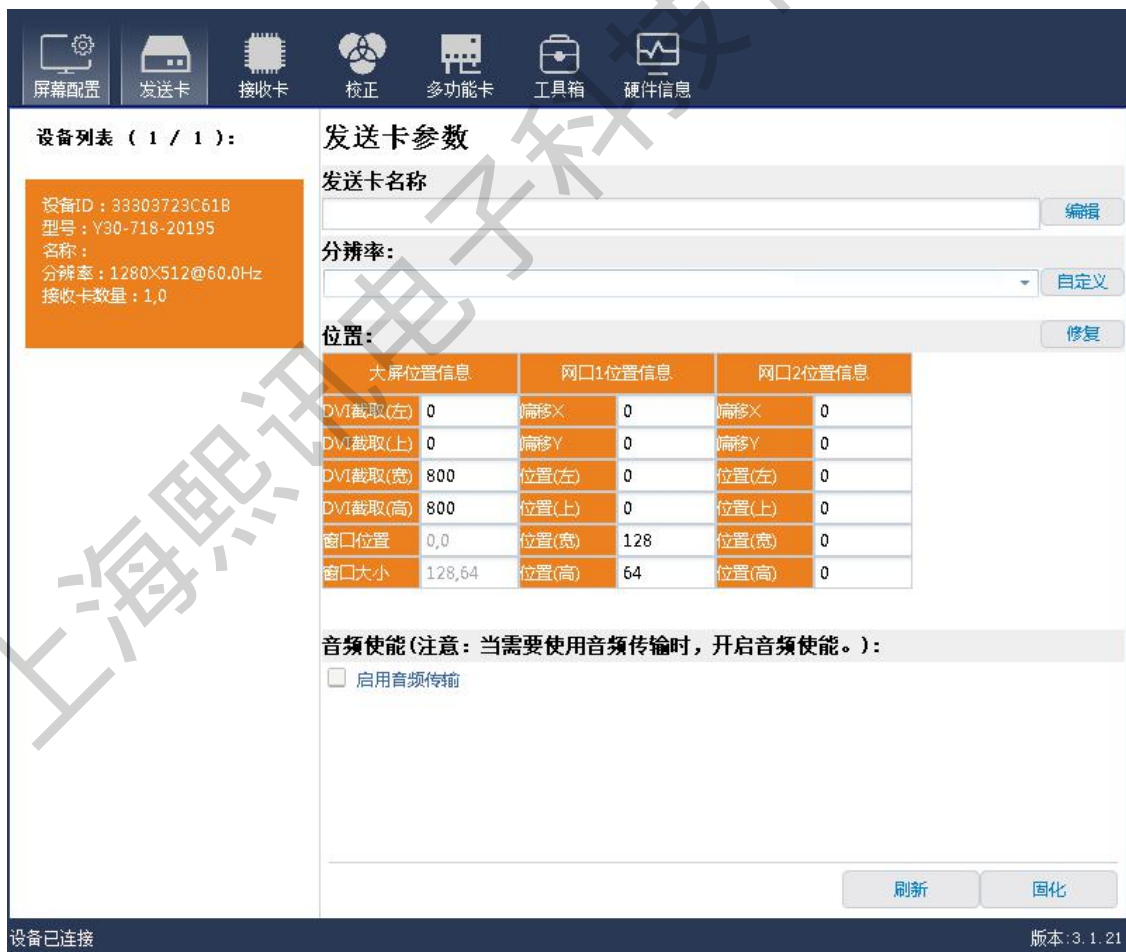 屏幕配置 发送卡 接收卡 校正 多功能卡 工具箱 硬件信息
设备列表 ( 1 / 1 ):
设备ID：33303723C61B
型号：Y30-718-20195
名称：
分辨率：1280X512@60.0Hz
接收卡数量：1,0
发送卡参数
发送卡名称
编辑
分辨率:
自定义
位置:
修复
大屏位置信息 网口1位置信息 网口2位置信息
DVI截取(左) 0 偏移X 0 偏移X 0
DVI截取(上) 0 偏移Y 0 偏移Y 0
DVI截取(宽) 800 位置(左) 0 位置(左) 0
DVI截取(高) 800 位置(上) 0 位置(上) 0
窗口位置 0,0 位置(宽) 128 位置(宽) 0
窗口大小 128,64 位置(高) 64 位置(高) 0
音频使能(注意：当需要使用音频传输时，开启音频使能。):
启用音频传输
刷新 固化
设备已连接
版本:3.1.21
上海熙讯电子科技